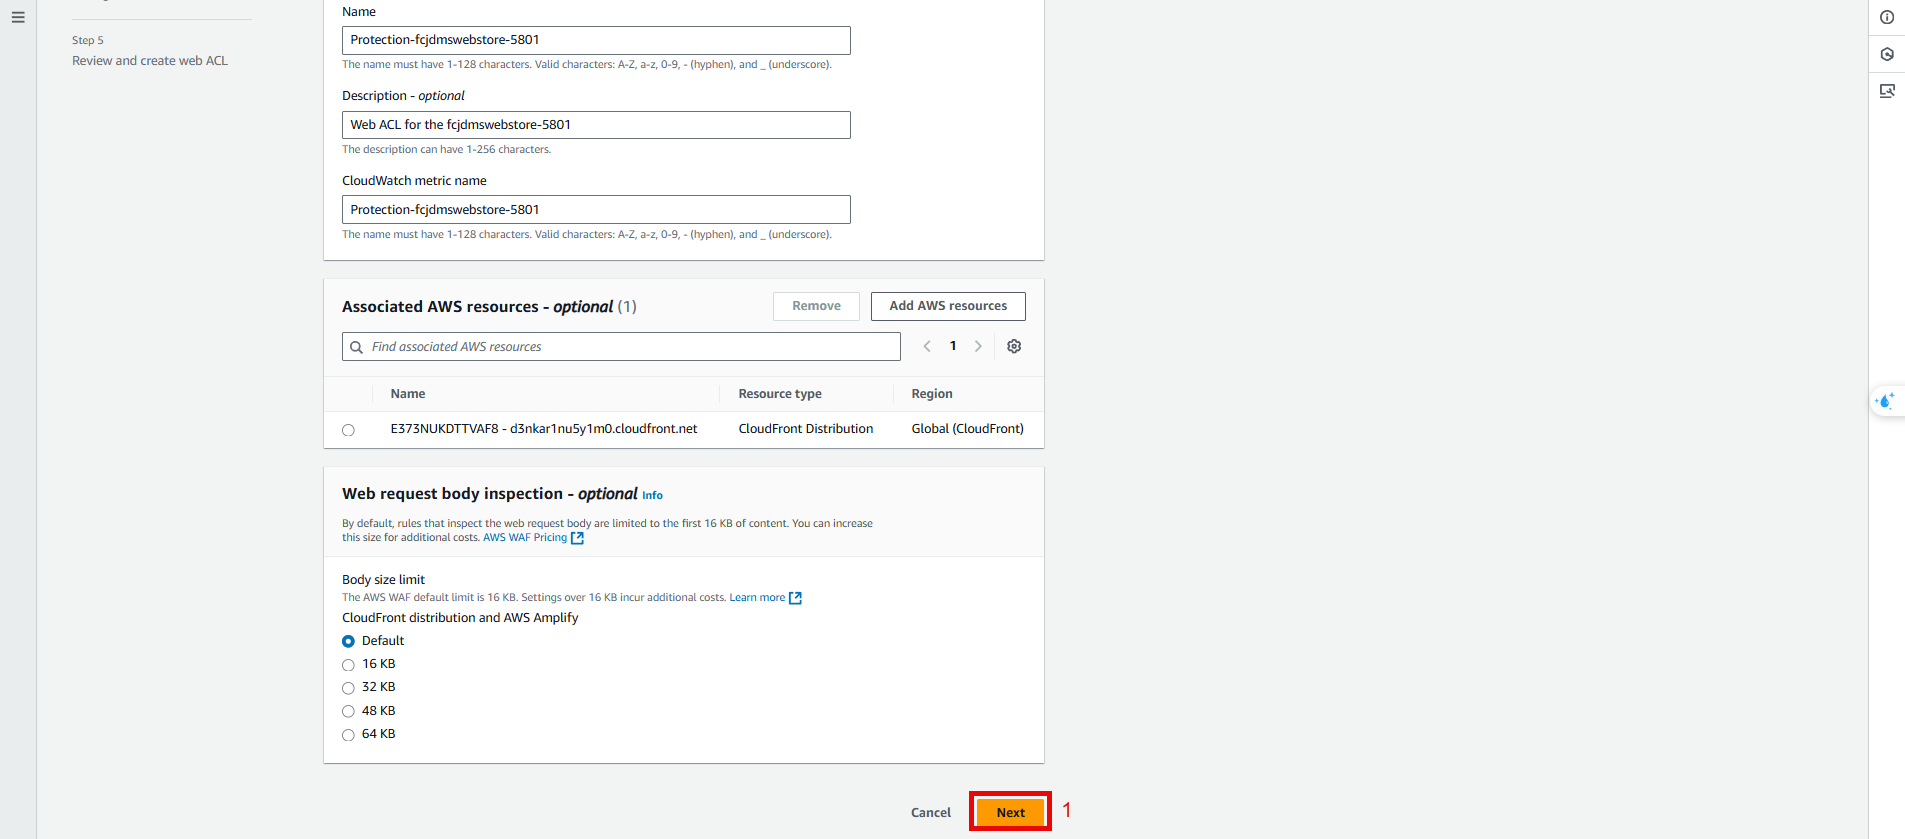 Step 5
Review and create web ACL
Name
Protection-fcjdmswebstore-5801
The name must have 1-128 characters. Valid characters: A-Z, a-z, 0-9, - (hyphen), and _ (underscore).
Description - optional
Web ACL for the fcjdmswebstore-5801
The description can have 1-256 characters.
CloudWatch metric name
Protection-fcjdmswebstore-5801
The name must have 1-128 characters. Valid characters: A-Z, a-z, 0-9, - (hyphen), and _ (underscore).
Associated AWS resources - optional (1)
Remove
Add AWS resources
Find associated AWS resources
1
Name Resource type Region
E373NUKDTTVAF8 - d3nkar1nu5y1m0.cloudfront.net CloudFront Distribution Global (CloudFront)
Web request body inspection - optional Info
By default, rules that inspect the web request body are limited to the first 16 KB of content. You can increase
this size for additional costs. AWS WAF Pricing
Body size limit
The AWS WAF default limit is 16 KB. Settings over 16 KB incur additional costs. Learn more
CloudFront distribution and AWS Amplify
Default
16 KB
32 KB
48 KB
64 KB
Cancel
Next
1